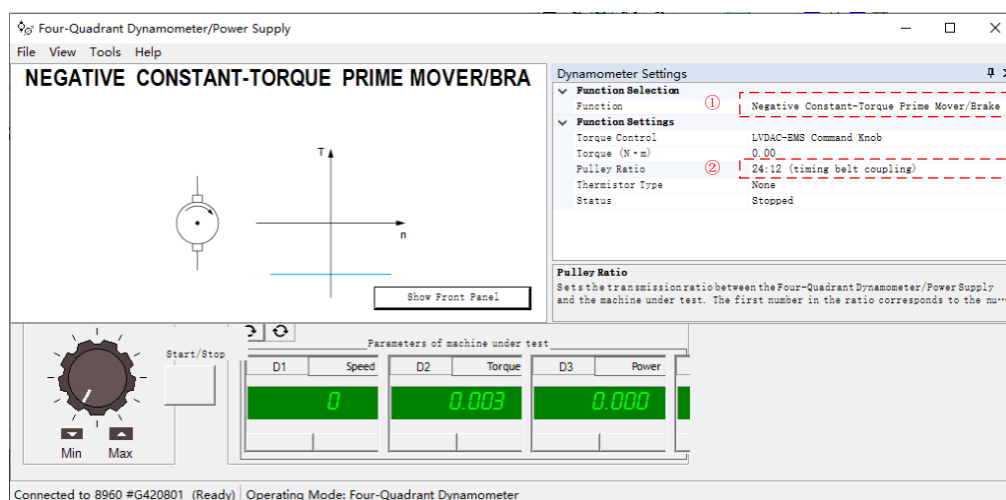 Four-Quadrant Dynamometer/Power Supply
File View Tools Help
NEGATIVE CONSTANT-TORQUE PRIME MOVER/BRA
T
n
Show Front Panel
Dynamometer Settings
Function Selection
Function ① Negative Constant-Torque Prime Mover/Brake
Function Settings
Torque Control LVDAC-EMS Command Knob
Torque (N·m) 0.00
Pulley Ratio ② 24:12 (timing belt coupling)
Thermistor Type None
Status Stopped
Pulley Ratio
Sets the transmission ratio between the Four-Quadrant Dynamometer/Power Supply
and the machine under test. The first number in the ratio corresponds to the nu···
Start/Stop
Min Max
Parameters of machine under test
D1 Speed D2 Torque D3 Power
0 0.003 0.000
Connected to 8960 #G420801 (Ready) Operating Mode: Four-Quadrant Dynamometer